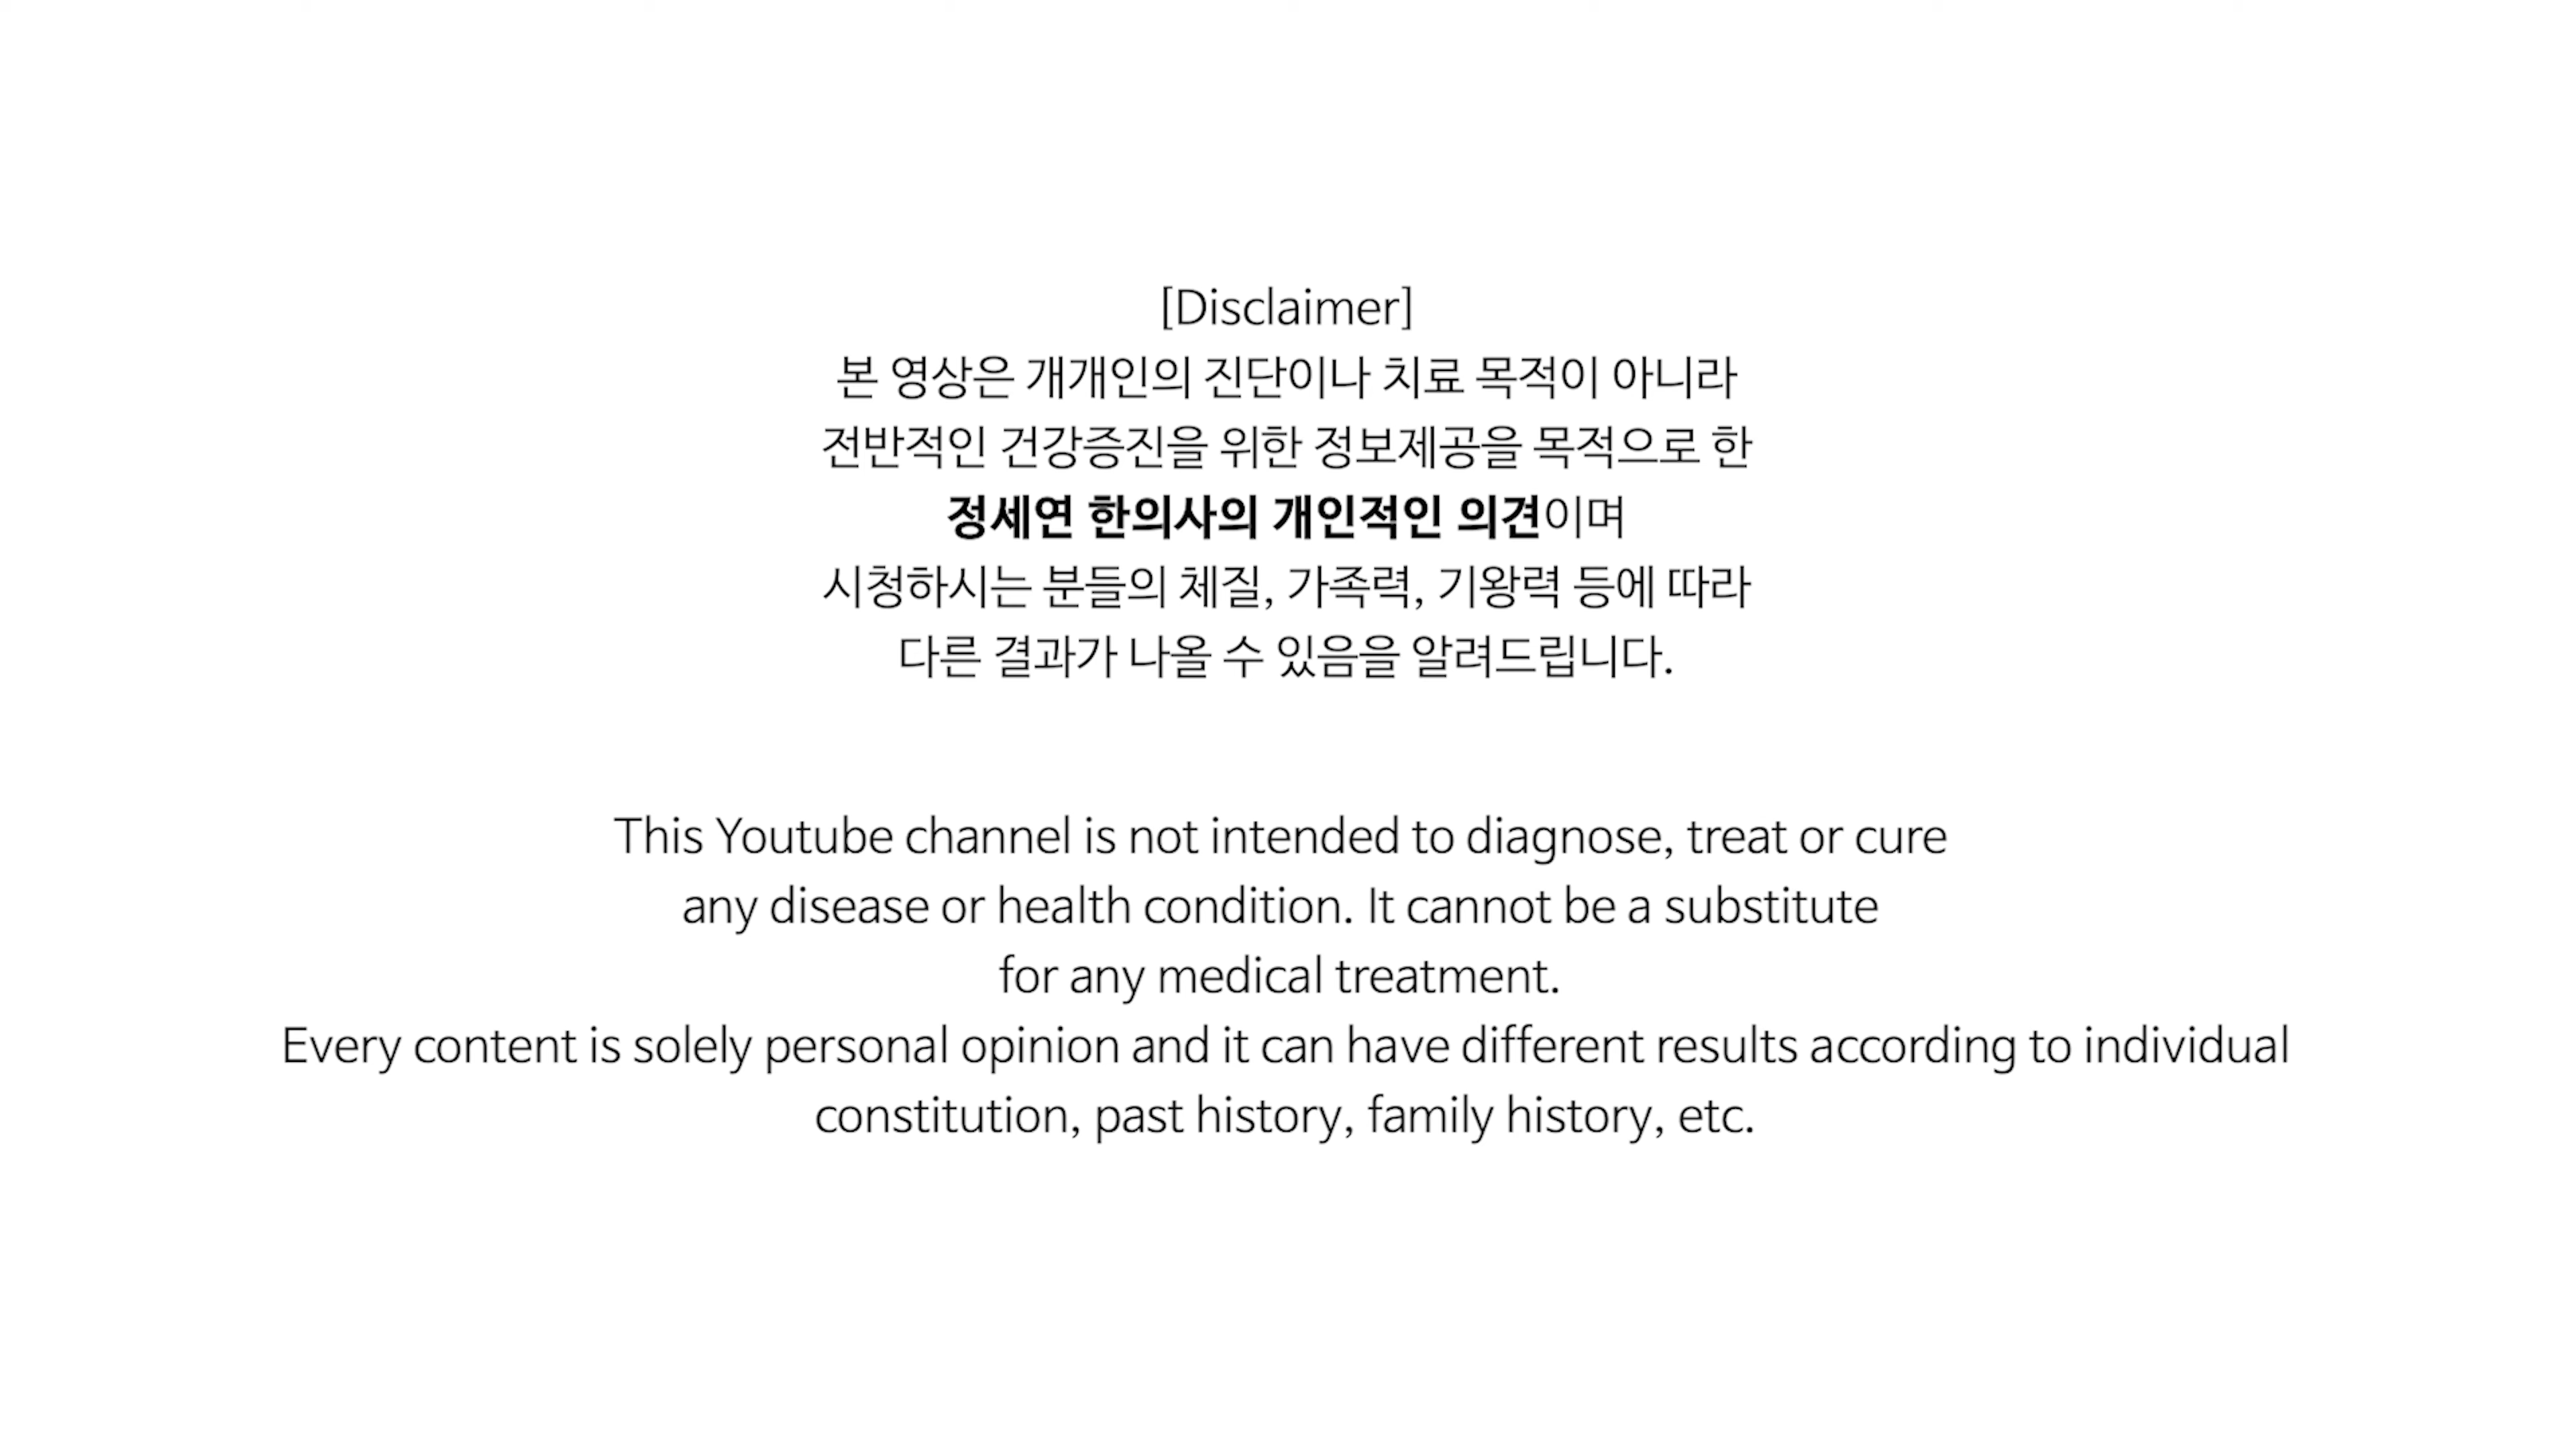 [Disclaimer]
본 영상은 개개인의 진단이나 치료 목적이 아니라
전반적인 건강증진을 위한 정보제공을 목적으로 한
정세연 한의사의 개인적인 의견이며
시청하시는 분들의 체질, 가족력, 기왕력 등에 따라
다른 결과가 나올 수 있음을 알려드립니다.
This Youtube channel is not intended to diagnose, treat or cure
any disease or health condition. It cannot be a substitute
for any medical treatment.
Every content is solely personal opinion and it can have different results according to individual
constitution, past history, family history, etc.